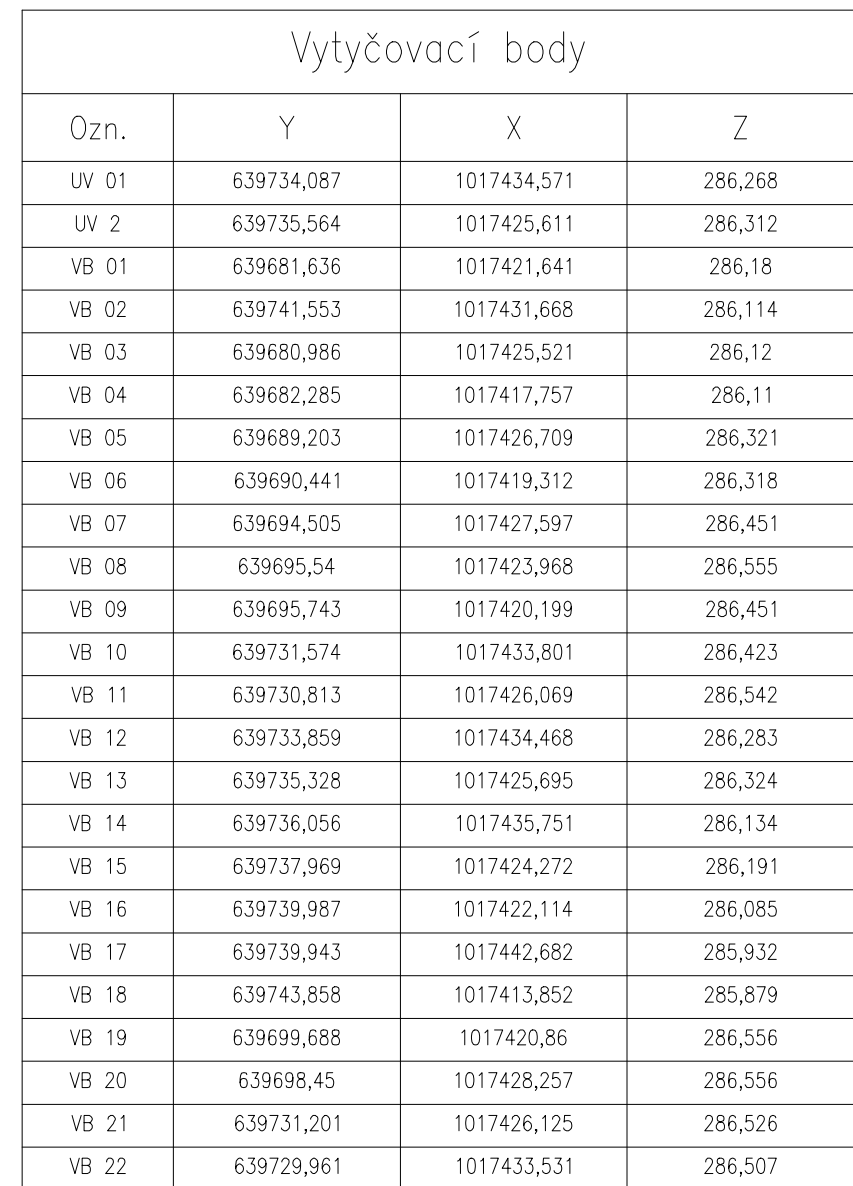 Vytyčovací body
Ozn. Y X Z
UV 01 639734,087 1017434,571 286,268
UV 2 639735,564 1017425,611 286,312
VB 01 639681,636 1017421,641 286,18
VB 02 639741,553 1017431,668 286,114
VB 03 639680,986 1017425,521 286,12
VB 04 639682,285 1017417,757 286,11
VB 05 639689,203 1017426,709 286,321
VB 06 639690,441 1017419,312 286,318
VB 07 639694,505 1017427,597 286,451
VB 08 639695,54 1017423,968 286,555
VB 09 639695,743 1017420,199 286,451
VB 10 639731,574 1017433,801 286,423
VB 11 639730,813 1017426,069 286,542
VB 12 639733,859 1017434,468 286,283
VB 13 639735,328 1017425,695 286,324
VB 14 639736,056 1017435,751 286,134
VB 15 639737,969 1017424,272 286,191
VB 16 639739,987 1017422,114 286,085
VB 17 639739,943 1017442,682 285,932
VB 18 639743,858 1017413,852 285,879
VB 19 639699,688 1017420,86 286,556
VB 20 639698,45 1017428,257 286,556
VB 21 639731,201 1017426,125 286,526
VB 22 639729,961 1017433,531 286,507